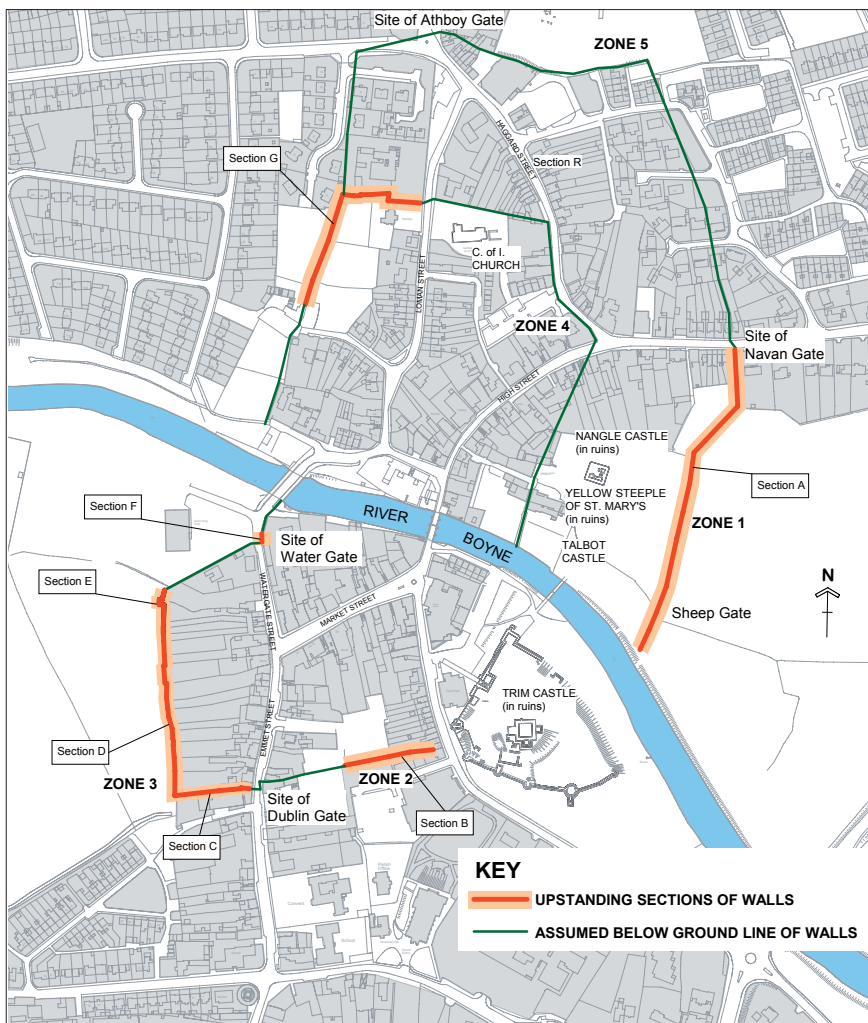 Site of Athboy Gate
ZONE 5
HAGGARD STREET
Section R
Section G
C. of I.
CHURCH
LOMAN STREET
ZONE 4
Site of
Navan Gate
HIGH STREET
NANGLE CASTLE
(in ruins)
Section A
YELLOW STEEPLE
OF ST. MARY'S
(in ruins)
ZONE 1
Section F
RIVER
BOYNE
Site of
Water Gate
TALBOT
CASTLE
N
Section E
WATERGATE STREET
MARKET STREET
Sheep Gate
TRIM CASTLE
(in ruins)
Section D
EMMET STREET
ZONE 3
ZONE 2
Site of
Dublin Gate
Section B
Section C
Parish
Office
Convent
School
KEY
UPSTANDING SECTIONS OF WALLS
ASSUMED BELOW GROUND LINE OF WALLS